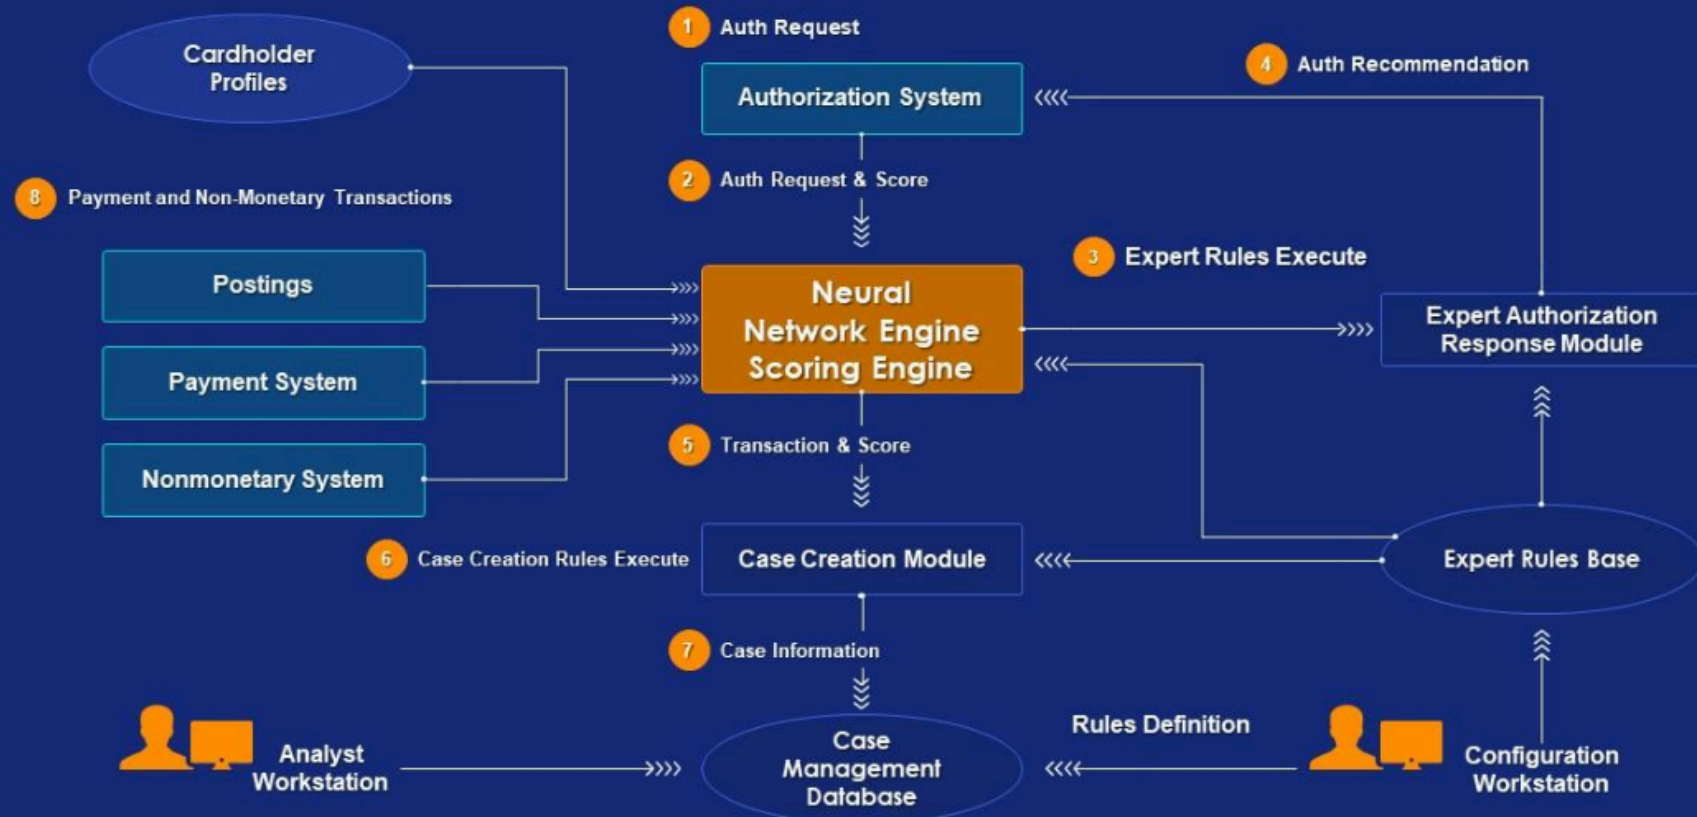 Cardholder
Profiles
1 Auth Request
Authorization System
4 Auth Recommendation
2 Auth Request & Score
8 Payment and Non-Monetary Transactions
Postings
Payment System
Nonmonetary System
Neural
Network Engine
Scoring Engine
3 Expert Rules Execute
Expert Authorization
Response Module
5 Transaction & Score
6 Case Creation Rules Execute
Case Creation Module
Expert Rules Base
7 Case Information
Analyst
Workstation
Case
Management
Database
Rules Definition
Configuration
Workstation